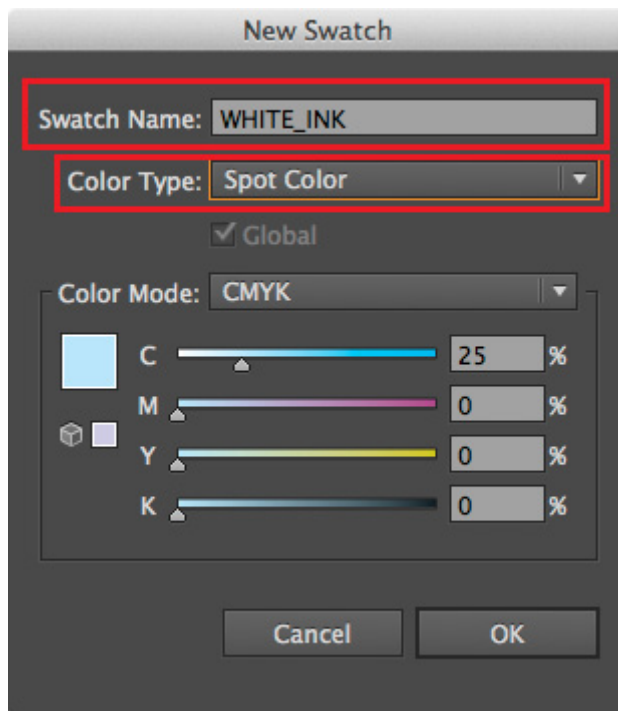 New Swatch
Swatch Name: WHITE_INK
Color Type: Spot Color
Global
Color Mode: CMYK
C 25 %
M 0 %
Y 0 %
K 0 %
Cancel OK